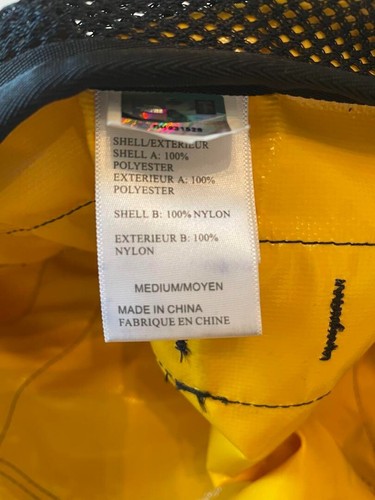 SHELL/EXTERIEUR
SHELL A: 100%
POLYESTER
EXTERIEUR A: 100%
POLYESTER
SHELL B: 100% NYLON
EXTERIEUR B: 100%
NYLON
MEDIUM/MOYEN
MADE IN CHINA
FABRIQUE EN CHINE